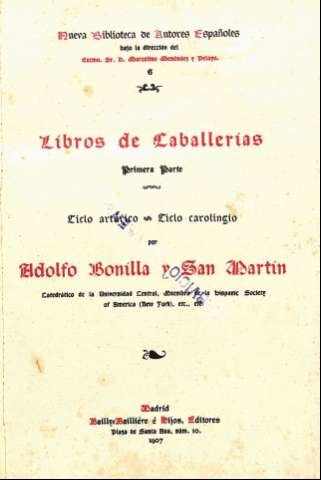 Nueva Biblioteca de Autores Españoles
bajo la dirección del
Excmo. Sr. D. Marcelino Menéndez y Pelayo.
6
Libros de Caballerías
Primera Parte
Ciclo artúrico Ciclo carolingio
por
Adolfo Bonilla y San Martín
Catedrático de la Universidad Central, Miembro de la Hispanic Society
of America (New York), etc., etc.
Madrid
Bailly-Bailliére é Hijos, Editores
Plaza de Santa Ana, núm. 10.
1907